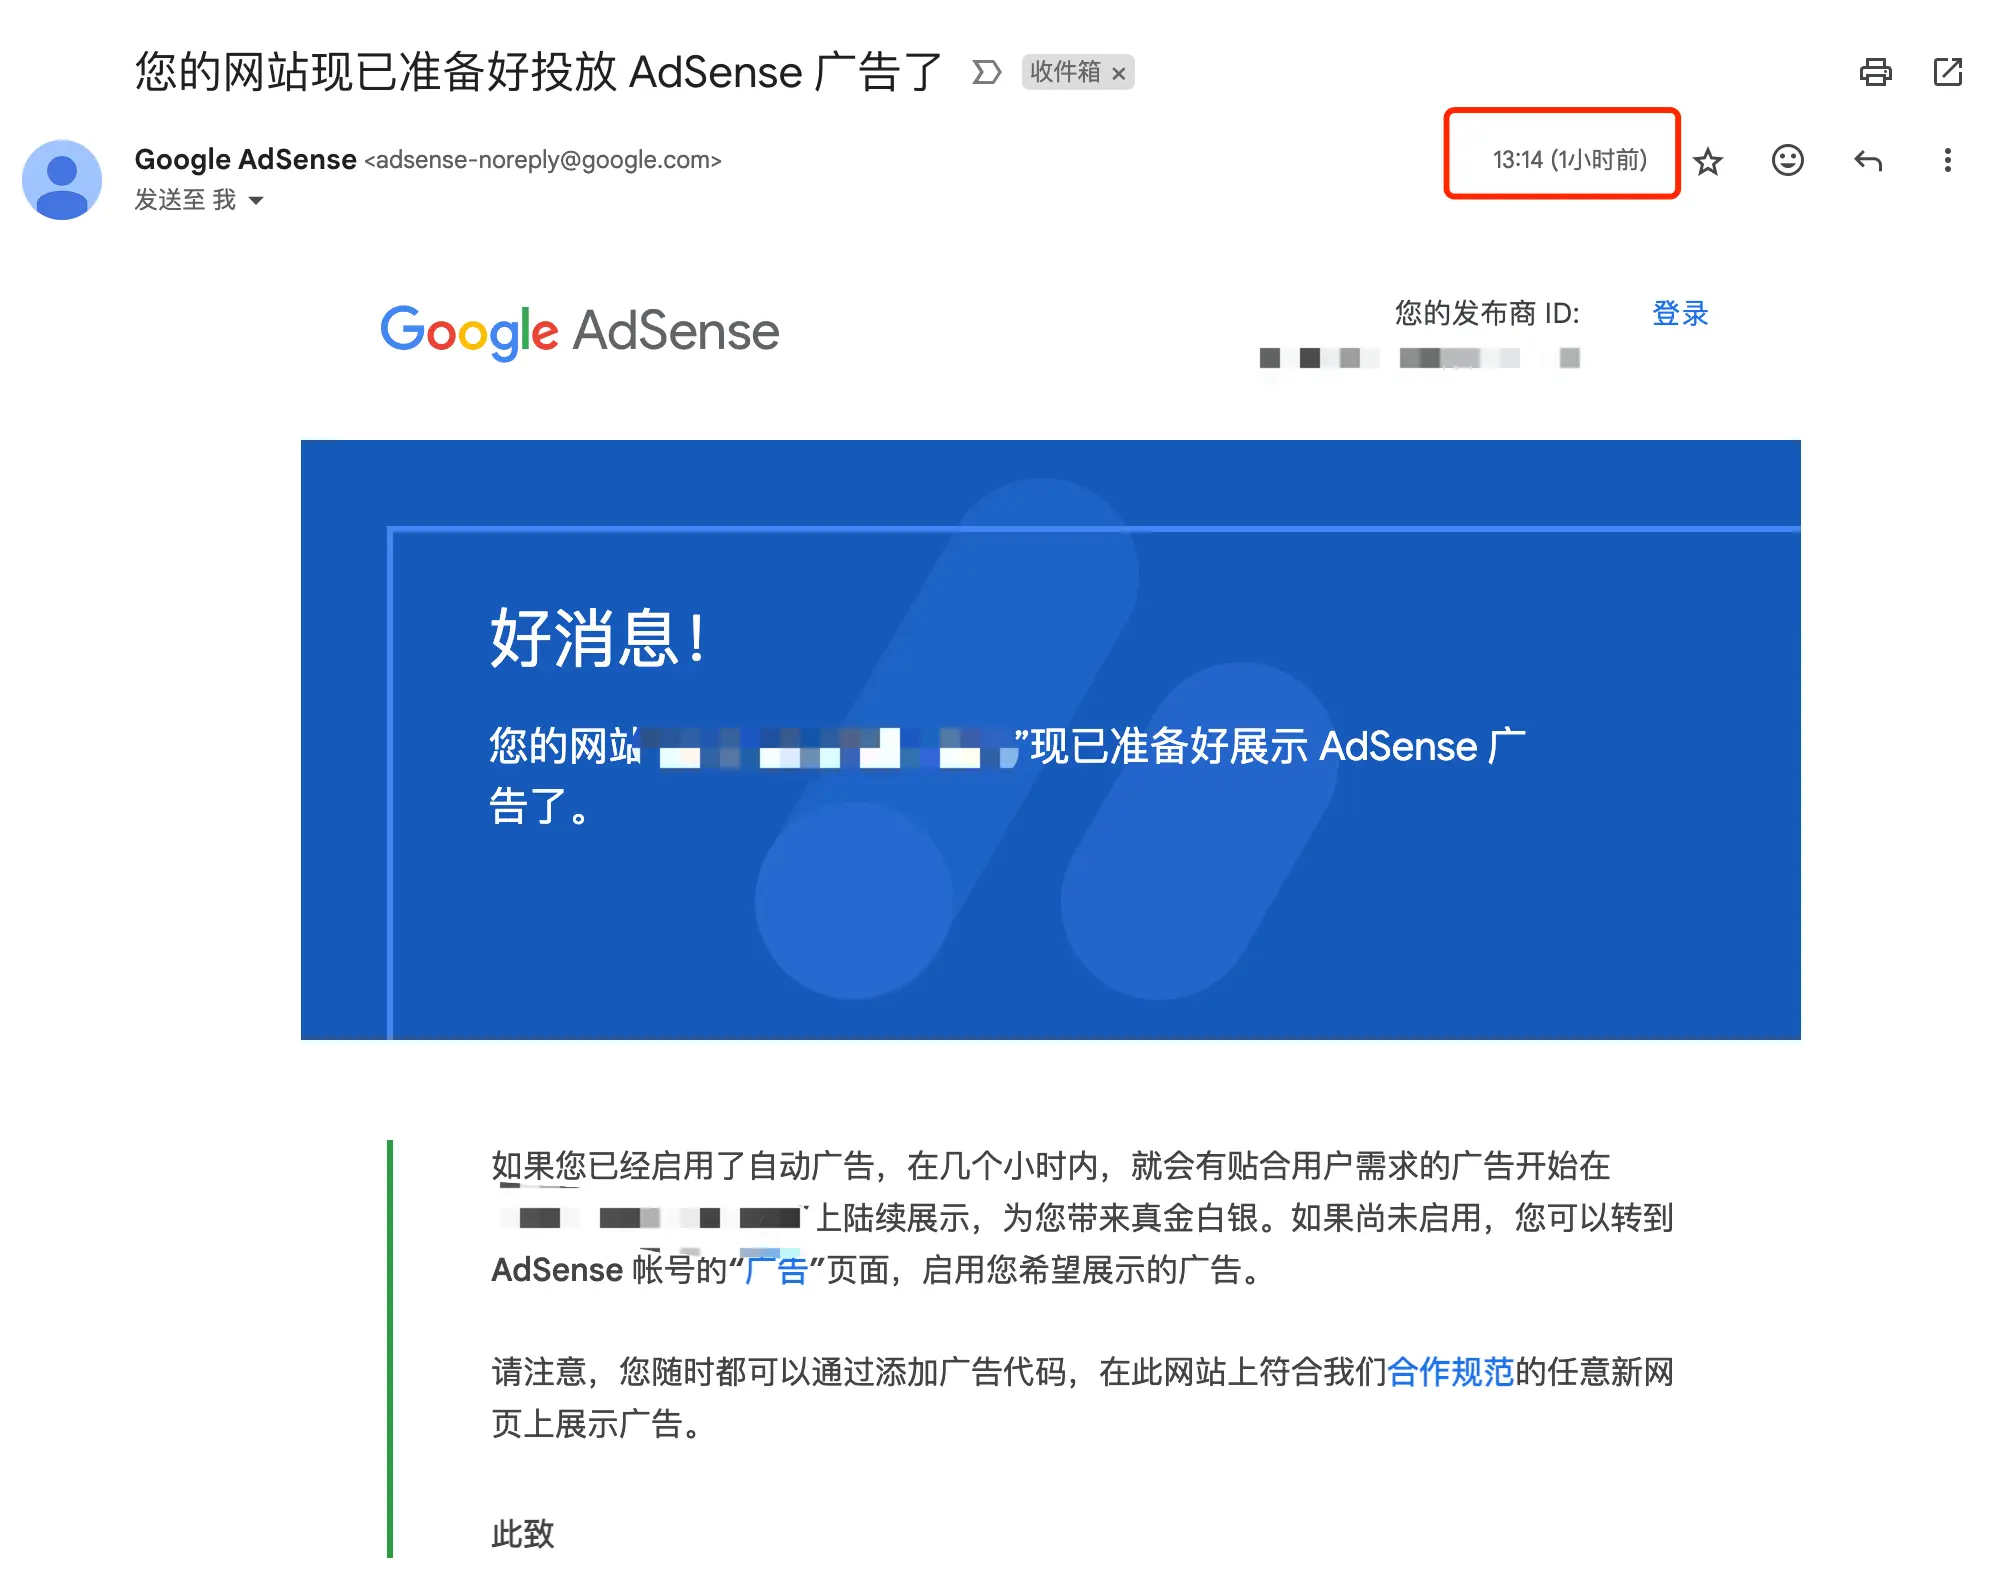 您的网站现已准备好投放 AdSense 广告了 收件箱 ×
Google AdSense <adsense-noreply@google.com> 13:14 (1小时前)
发送至 我
Google AdSense
您的发布商 ID: 登录
好消息！
您的网站 ”现已准备好展示 AdSense 广
告了。
如果您已经启用了自动广告，在几个小时内，就会有贴合用户需求的广告开始在
上陆续展示，为您带来真金白银。如果尚未启用，您可以转到
AdSense 帐号的“广告”页面，启用您希望展示的广告。
请注意，您随时都可以通过添加广告代码，在此网站上符合我们合作规范的任意新网
页上展示广告。
此致